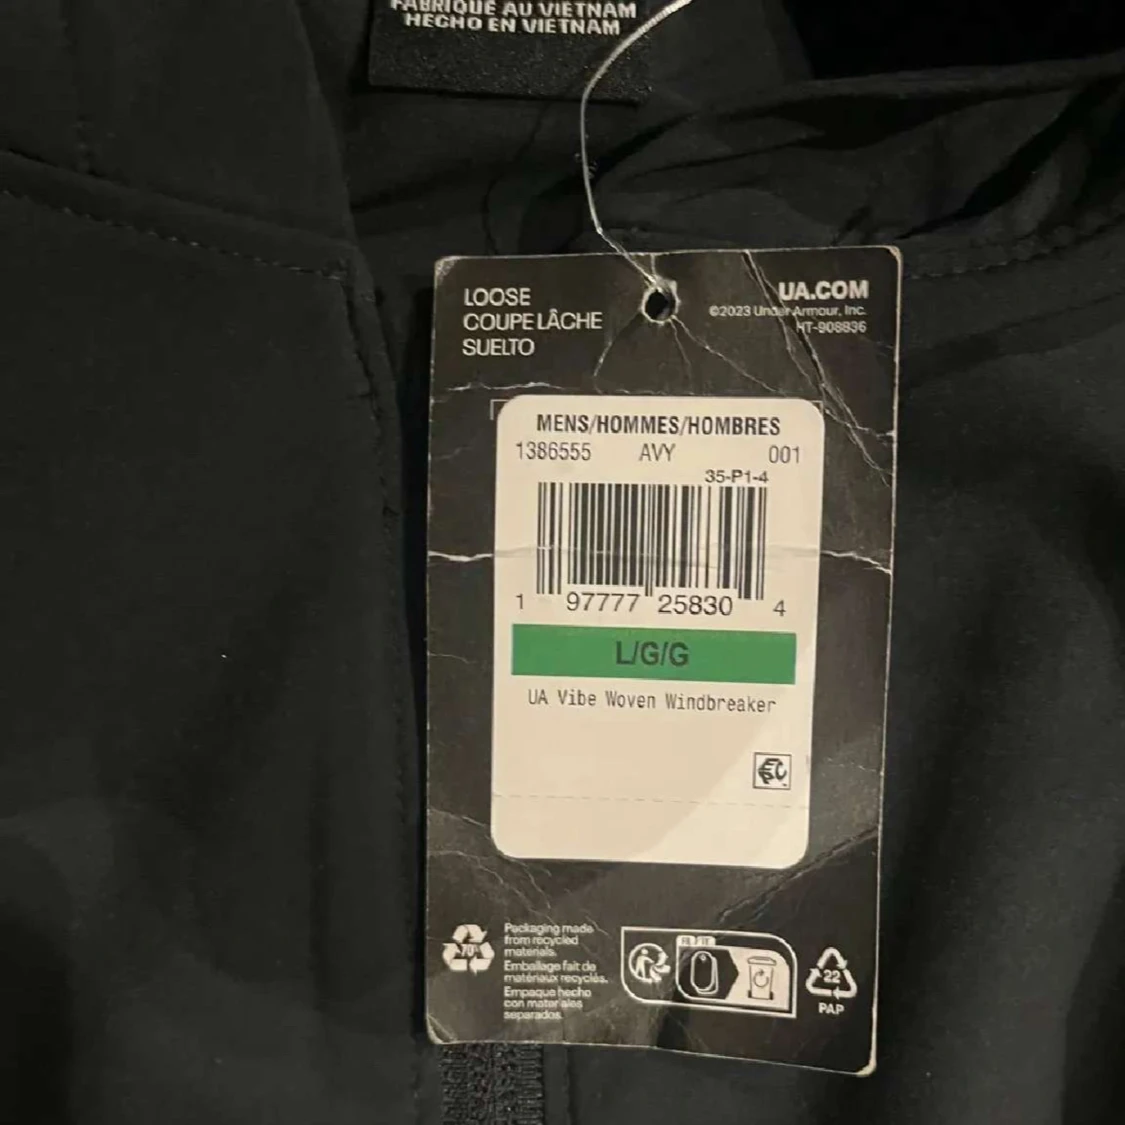 FABRIQUÉ AU VIETNAM
HECHO EN VIETNAM
LOOSE
COUPE LÂCHE
SUELTO
UA.COM
©2023 Under Armour, Inc.
HT-908836
MENS/HOMMES/HOMBRES
1386555 AVY 001
35-P1-4
1 97777 25830 4
L/G/G
UA Vibe Woven Windbreaker
70%
Packaging made
from recycled
materials.
Emballage fait de
matériaux recyclés.
Empaque hecho
con materiales
separados.
22
PAP